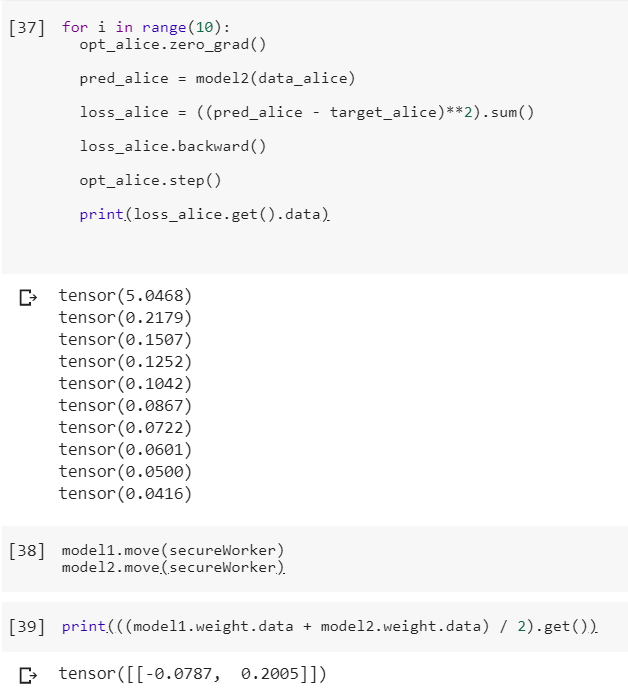 [37] for i in range(10):
opt_alice.zero_grad()
pred_alice = model2(data_alice)
loss_alice = ((pred_alice - target_alice)**2).sum()
loss_alice.backward()
opt_alice.step()
print(loss_alice.get().data)
tensor(5.0468)
tensor(0.2179)
tensor(0.1507)
tensor(0.1252)
tensor(0.1042)
tensor(0.0867)
tensor(0.0722)
tensor(0.0601)
tensor(0.0500)
tensor(0.0416)
[38] model1.move(secureWorker)
model2.move(secureWorker)
[39] print(((model1.weight.data + model2.weight.data) / 2).get())
tensor([[-0.0787, 0.2005]])